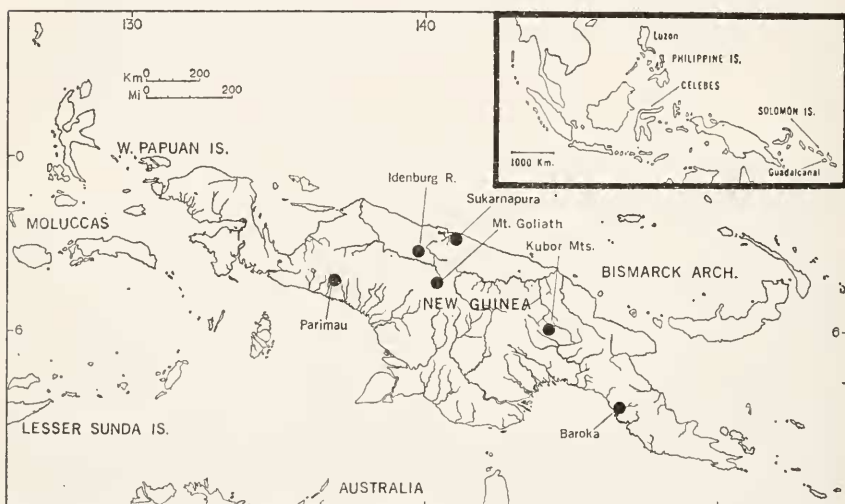 130
140
Km 0 200
Mi 0 200
Luzon
PHILIPPINE IS.
CELEBES
SOLOMON IS.
Guadalcanal
1000 Km.
0
W. PAPUAN IS.
Idenburg R.
Sukarnapura
Mt. Goliath
Kubor Mts.
MOLUCCAS
BISMARCK ARCH.
NEW GUINEA
Parimau
6
6
Baroka
LESSER SUNDA IS.
AUSTRALIA